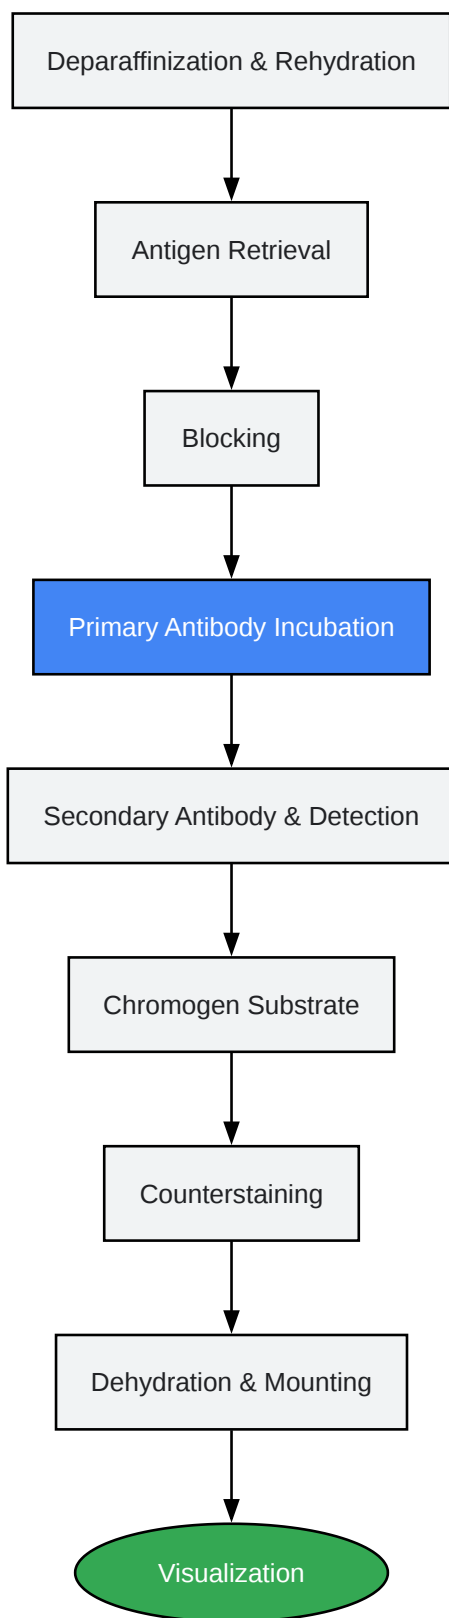 Deparaffinization & Rehydration
Antigen Retrieval
Blocking
Primary Antibody Incubation
Secondary Antibody & Detection
Chromogen Substrate
Counterstaining
Dehydration & Mounting
Visualization